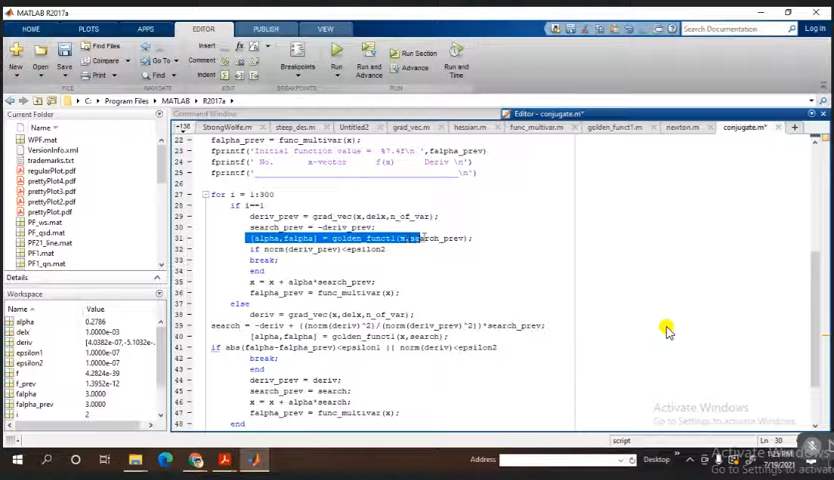 MATLAB R2017a
HOME PLOTS APPS EDITOR PUBLISH VIEW
Search Documentation
Log In
New Open Save
Find Files
Compare
Print
Go To
Find
Insert
Comment
Indent
Breakpoints
Run
Run and Advance
Run Section
Advance
Run and Time
FILE NAVIGATE EDIT BREAKPOINTS RUN
C: Program Files MATLAB R2017a
Current Folder
Name
WPF.mat
VersionInfo.xml
trademarks.txt
regularPlot.pdf
prettyPlot4.pdf
prettyPlot3.pdf
prettyPlot2.pdf
prettyPlot1.pdf
PF_ws.mat
PF_qsd.mat
PF21_line.mat
PF1_qn.mat
Details
Workspace
Name Value
alpha 0.2786
delx 1.0000e-03
deriv [4.0382e-07,-5.1032e-...
epsilon1 1.0000e-05
epsilon2 1.0000e-05
f 4.2824e-39
f_prev 1.3952e-12
falpha 3.0000
falpha_prev 3.0000
i 2
Command Window
Editor - conjugate.m*
StrongWolfe.m steep_des.m Untitled2 grad_vec.m hessian.m func_multivar.m golden_funct1.m newton.m conjugate.m*
22 falpha_prev = func_multivar(x);
23 fprintf('Initial function value = %7.4f\n ',falpha_prev)
24 fprintf(' No. x-vector f(x) Deriv \n')
25 fprintf('__________________________________________\n')
26
27 for i = 1:300
28 if i==1
29 deriv_prev = grad_vec(x,delx,n_of_var);
30 search_prev = -deriv_prev;
31 [alpha,falpha] = golden_funct1(x,search_prev);
32 if norm(deriv_prev)<epsilon2
33 break;
34 end
35 x = x + alpha*search_prev;
36 falpha_prev = func_multivar(x);
37 else
38 deriv = grad_vec(x,delx,n_of_var);
39 search = -deriv + ((norm(deriv)^2)/(norm(deriv_prev)^2))*search_prev;
40 [alpha,falpha] = golden_funct1(x,search);
41 if abs(falpha-falpha_prev)<epsilon1 || norm(deriv)<epsilon2
42 break;
43 end
44 deriv_prev = deriv;
45 search_prev = search;
46 x = x + alpha*search_prev;
47 falpha_prev = func_multivar(x);
48 end
Activate Windows
Go to Settings to activate Windows.
script Ln 30
Address
Desktop
7/19/2021